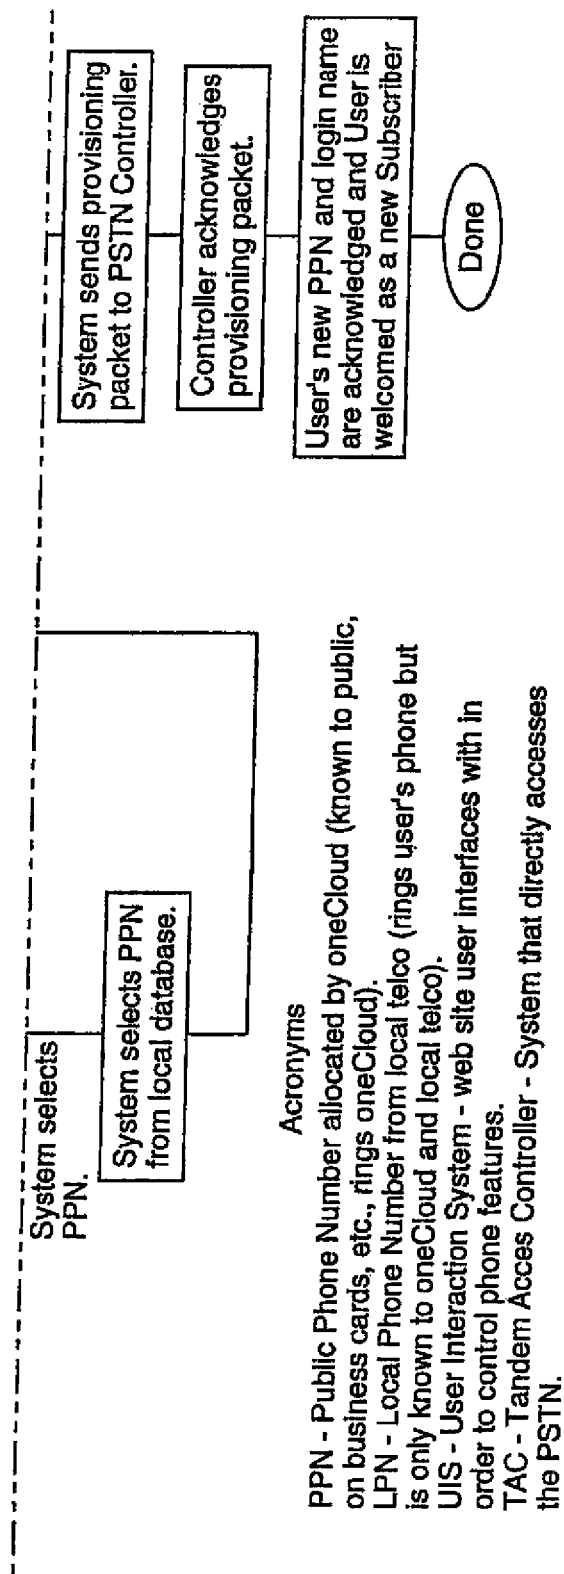 System selects
PPN.
System selects PPN
from local database.
System sends provisioning
packet to PSTN Controller.
Controller acknowledges
provisioning packet.
User's new PPN and login name
are acknowledged and User is
welcomed as a new Subscriber
Done
Acronyms
PPN - Public Phone Number allocated by oneCloud (known to public,
on business cards, etc., rings oneCloud).
LPN - Local Phone Number from local telco (rings user's phone but
is only known to oneCloud and local telco).
UIS - User Interaction System - web site user interfaces with in
order to control phone features.
TAC - Tandem Acces Controller - System that directly accesses
the PSTN.